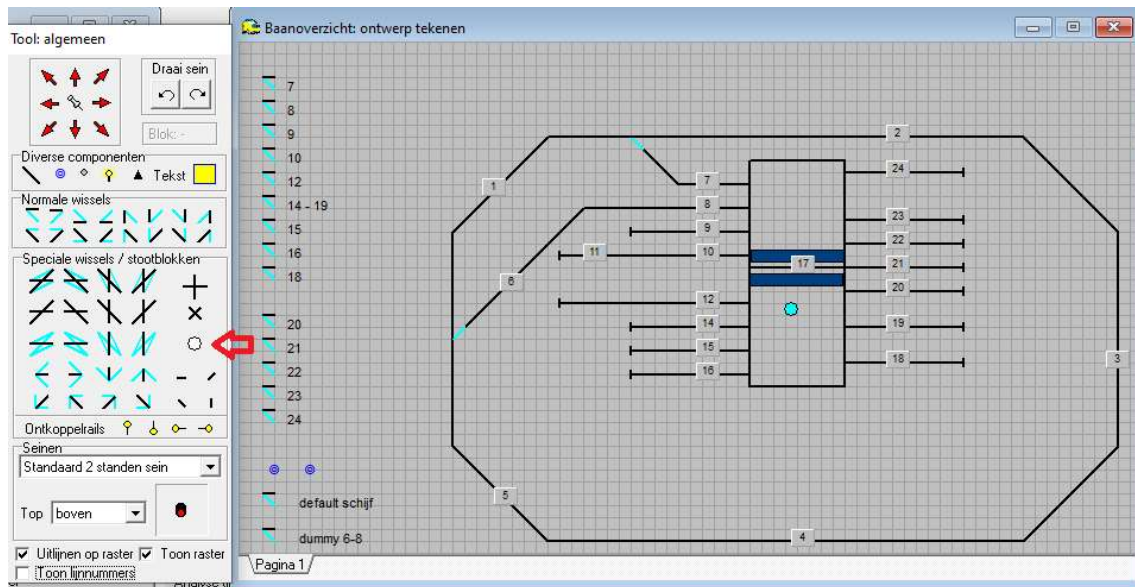 Tool: algemeen
Draai sein
Blok: -
Diverse componenten
Tekst
Normale wissels
Speciale wissels / stootblokken
Ontkoppelrails
Seinen
Standaard 2 standen sein
Top boven
Uitlijnen op raster Toon raster
Toon lijnnummers
Baanoverzicht: ontwerp tekenen
7
8
9
10
12
14 - 19
15
16
18
20
21
22
23
24
default schijf
dummy 6-8
2
24
1
7
8
23
9
22
11
10
17
21
6
20
12
14
19
15
18
3
16
5
4
Pagina 1